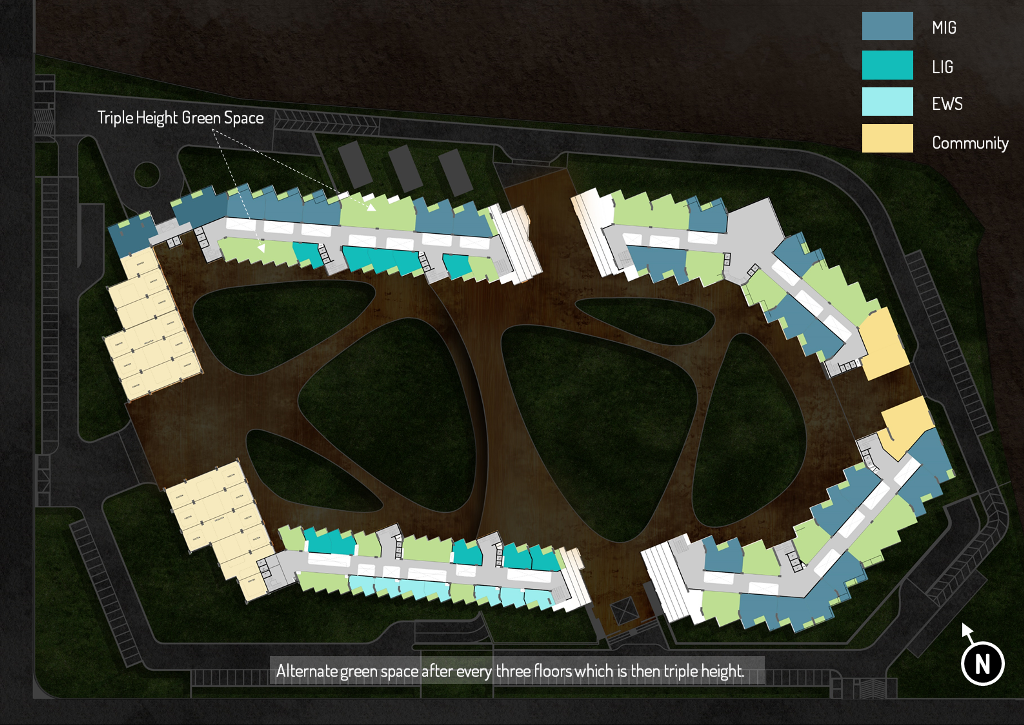 MIG
LIG
EWS
Community
Triple Height Green Space
Alternate green space after every three floors which is then triple height.
N